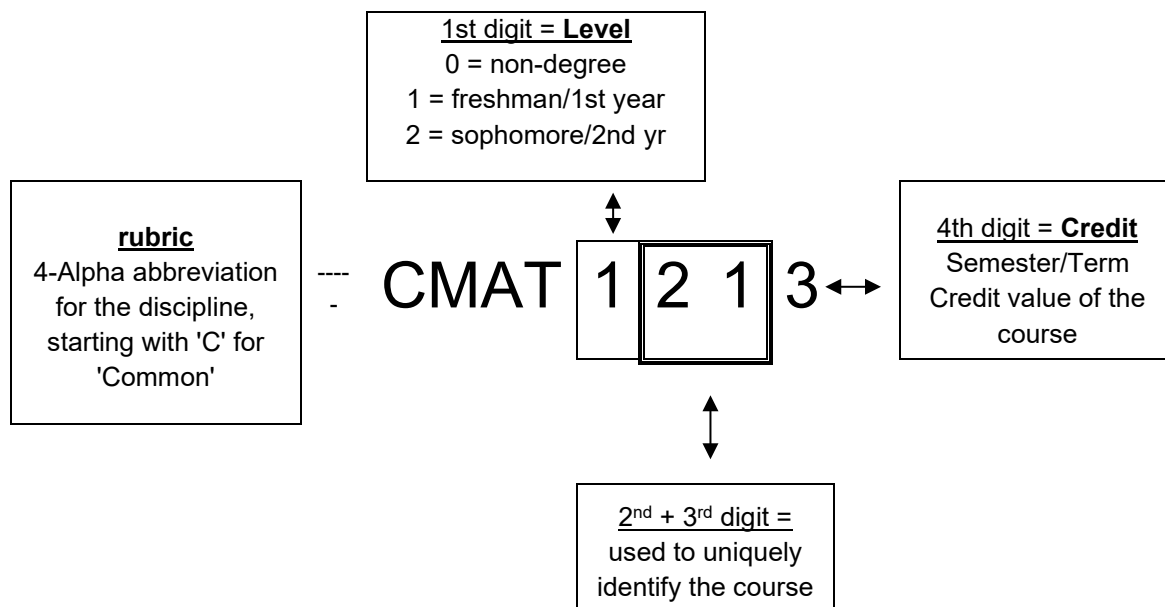 1st digit = Level
0 = non-degree
1 = freshman/1st year
2 = sophomore/2nd yr
rubric
4-Alpha abbreviation
for the discipline,
starting with 'C' for
'Common'
----
-
CMAT 1 2 1 3
4th digit = Credit
Semester/Term
Credit value of the
course
2nd + 3rd digit =
used to uniquely
identify the course